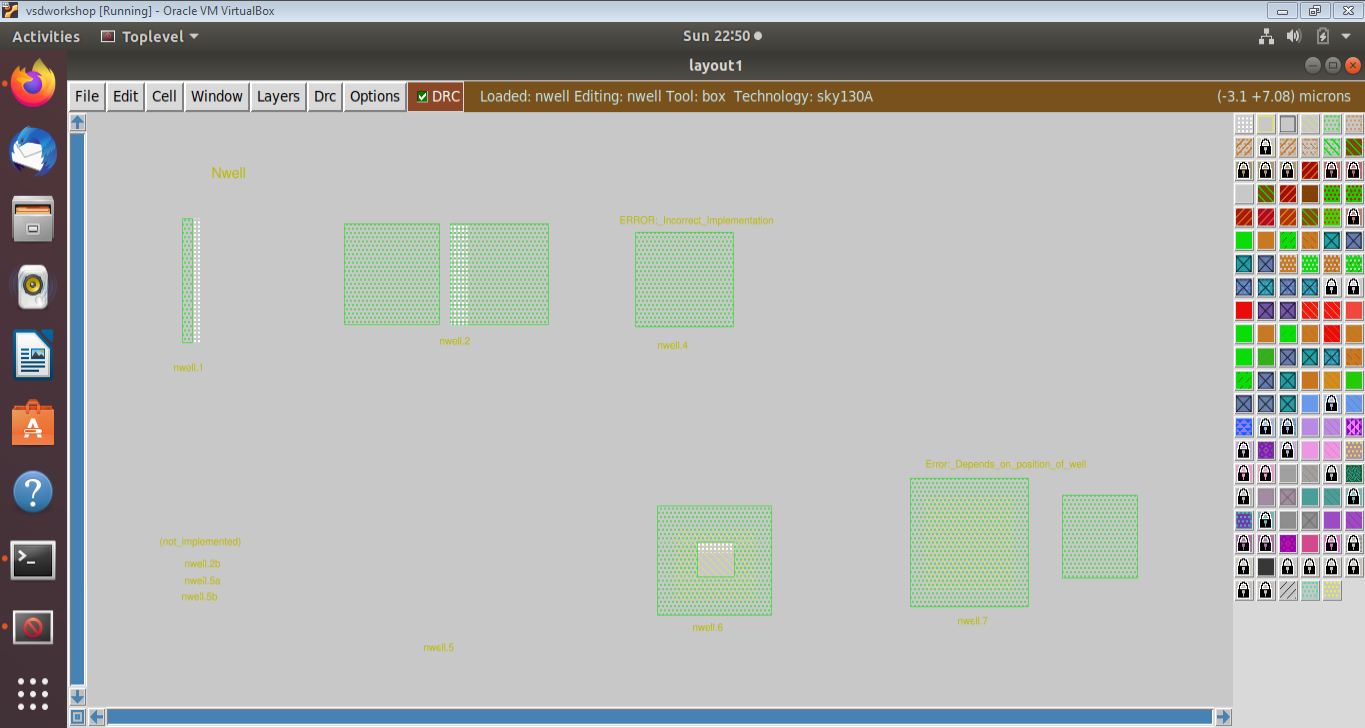 vsdworkshop [Running] - Oracle VM VirtualBox
Activities Toplevel Sun 22:50
layout1
File Edit Cell Window Layers Drc Options DRC Loaded: nwell Editing: nwell Tool: box Technology: sky130A (-3.1 +7.08) microns
Nwell
ERROR:_Incorrect_Implementation
nwell.2
nwell.4
nwell.1
Error:_Depends_on_position_of_well
(not_implemented)
nwell.2b
nwell.5a
nwell.5b
nwell.7
nwell.6
nwell.5